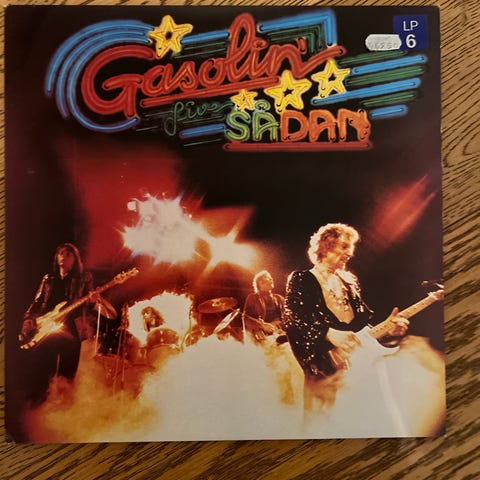 LP
6
Gasolin'
live
SÅDAN